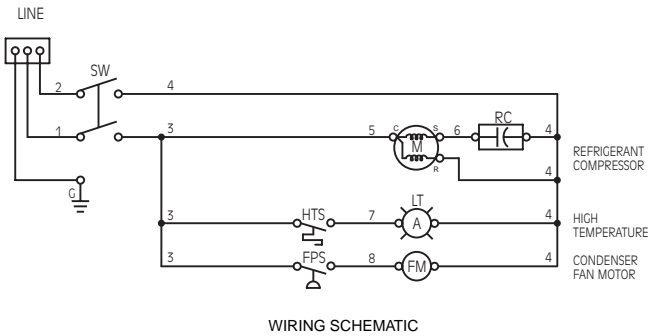 LINE
SW
2
4
1
3
5
C
S
M
R
6
RC
4
4
REFRIGERANT
COMPRESSOR
G
3
HTS
7
LT
A
4
HIGH
TEMPERATURE
3
FPS
8
FM
4
CONDENSER
FAN MOTOR
WIRING SCHEMATIC